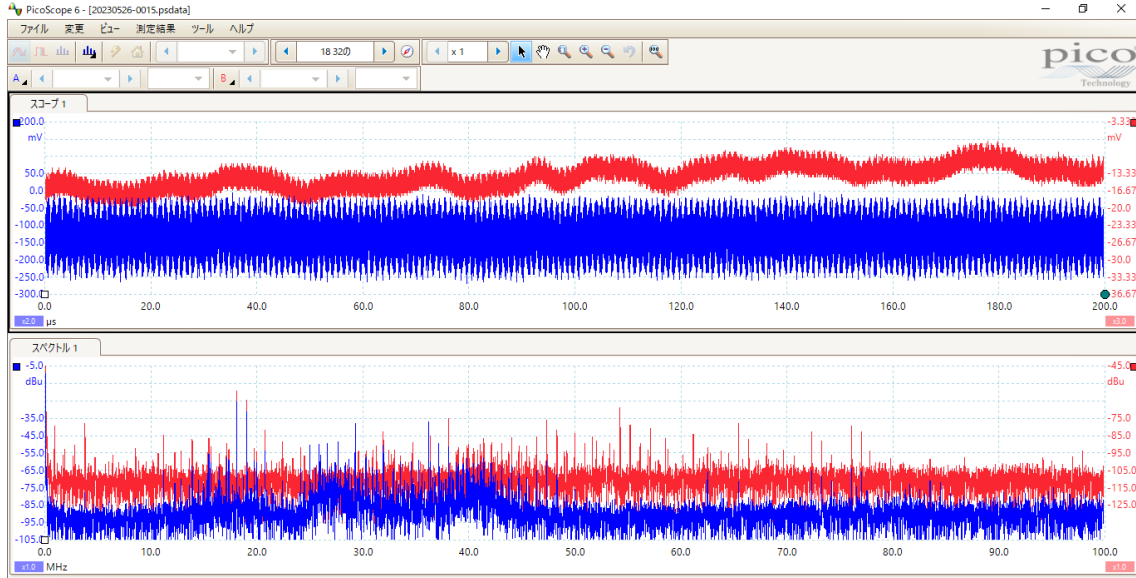 PicoScope 6 - [20230526-0015.psdata]
ファイル 変更 ビュー 測定結果 ツール ヘルプ
18 32の x 1
pico
Technology
A B
スコープ 1
200.0 -3.33
mV mV
50.0 -13.33
0.0 -16.67
-50.0 -20.0
-100.0 -23.33
-150.0 -26.67
-200.0 -30.0
-250.0 -33.33
-300.0 -36.67
0.0 20.0 40.0 60.0 80.0 100.0 120.0 140.0 160.0 180.0 200.0
x2.0 µs x3.0
スペクトル 1
-5.0 -45.0
dBu dBu
-35.0 -75.0
-45.0 -85.0
-55.0 -95.0
-65.0 -105.0
-75.0 -115.0
-85.0 -125.0
-95.0
-105.0
0.0 10.0 20.0 30.0 40.0 50.0 60.0 70.0 80.0 90.0 100.0
x1.0 MHz x1.0